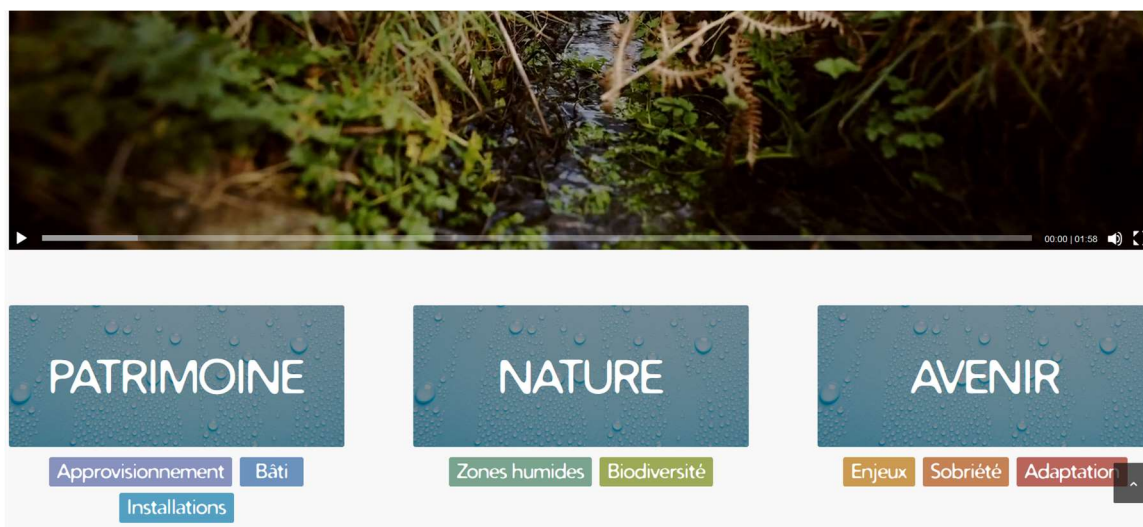 00:00 | 01:58
PATRIMOINE
NATURE
AVENIR
Approvisionnement
Bâti
Installations
Zones humides
Biodiversité
Enjeux
Sobriété
Adaptation